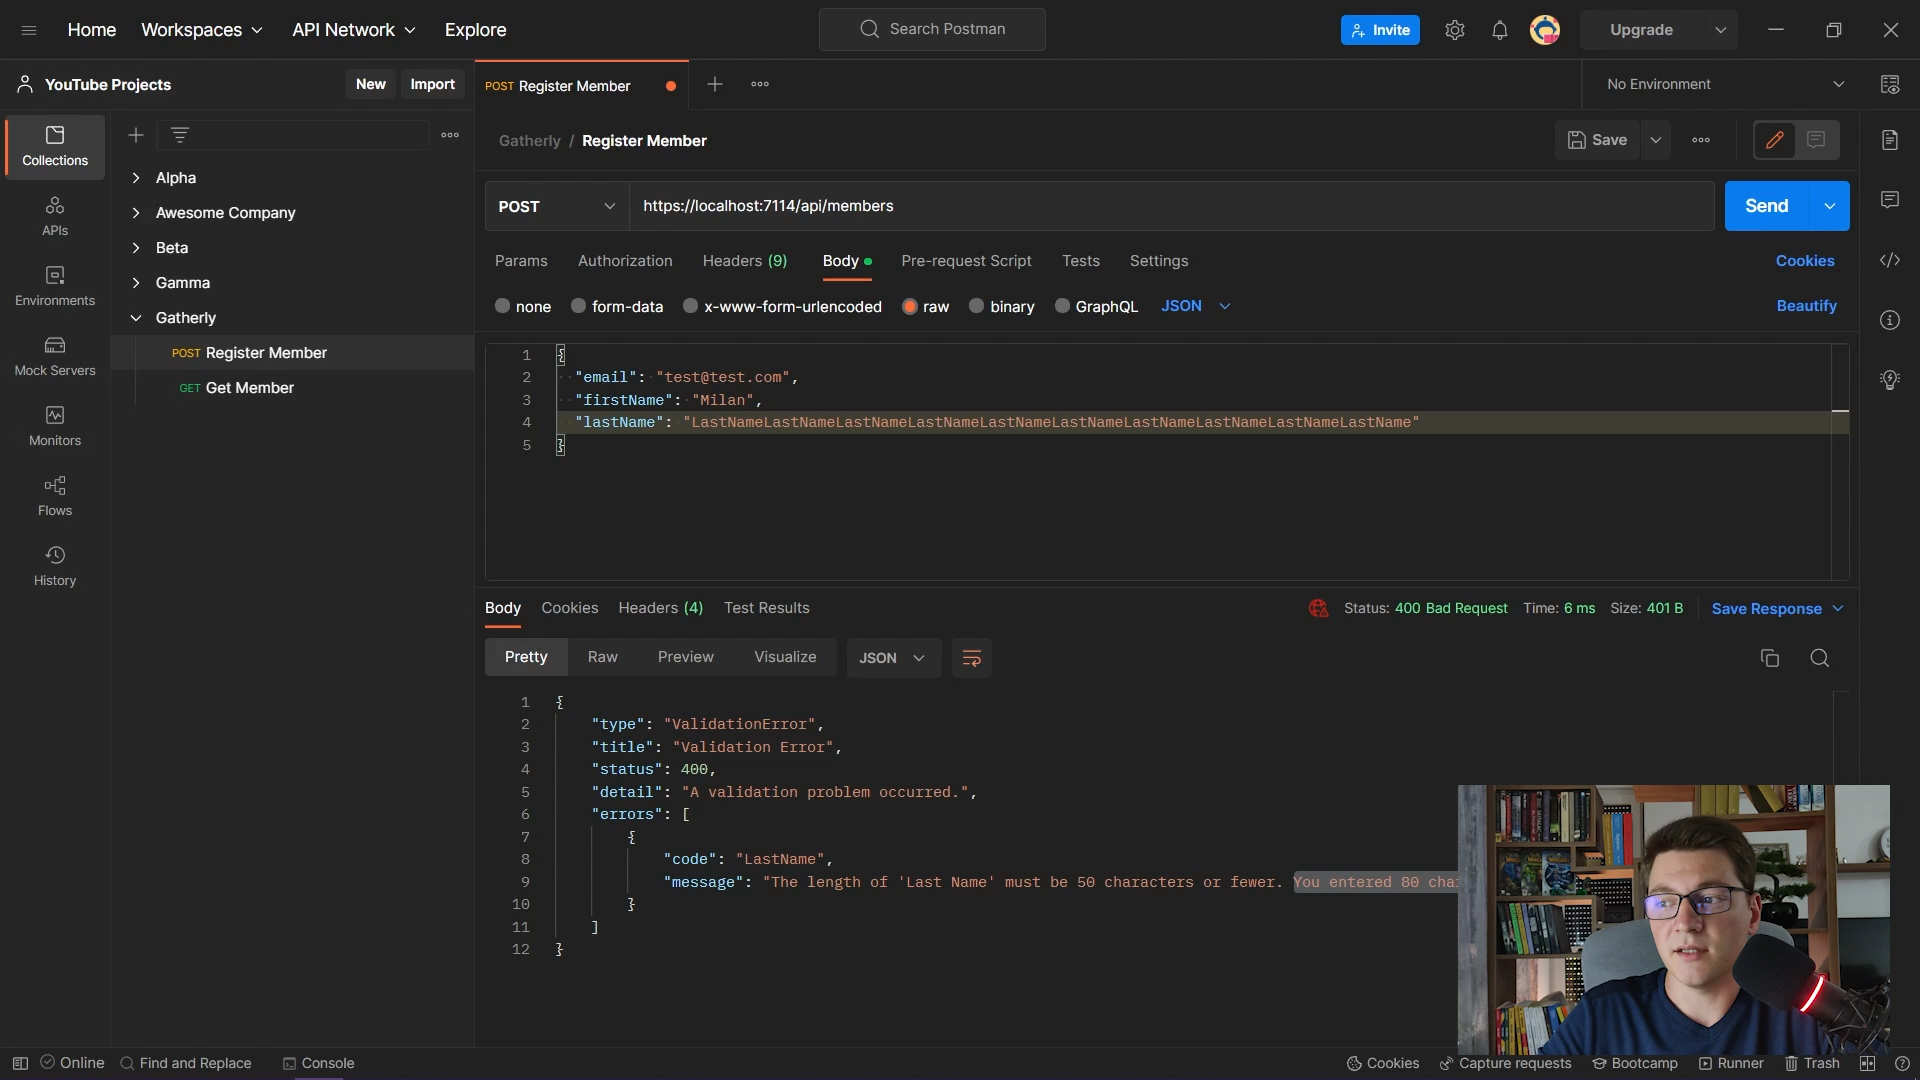 Home Workspaces API Network Explore Search Postman Invite Upgrade
YouTube Projects New Import POST Register Member No Environment
Collections
APIs
Environments
Mock Servers
Monitors
Flows
History
Alpha
Awesome Company
Beta
Gamma
Gatherly
POST Register Member
GET Get Member
Gatherly / Register Member Save
POST https://localhost:7114/api/members Send
Params Authorization Headers (9) Body Pre-request Script Tests Settings Cookies
none form-data x-www-form-urlencoded raw binary GraphQL JSON Beautify
1 {
2 "email": "test@test.com",
3 "firstName": "Milan",
4 "lastName": "LastNameLastNameLastNameLastNameLastNameLastNameLastNameLastNameLastNameLastName"
5 }
Body Cookies Headers (4) Test Results Status: 400 Bad Request Time: 6 ms Size: 401 B Save Response
Pretty Raw Preview Visualize JSON
1 {
2 "type": "ValidationError",
3 "title": "Validation Error",
4 "status": 400,
5 "detail": "A validation problem occurred.",
6 "errors": [
7 {
8 "code": "LastName",
9 "message": "The length of 'Last Name' must be 50 characters or fewer. You entered 80 cha
10 }
11 ]
12 }
Online Find and Replace Console Cookies Capture requests Bootcamp Runner Trash